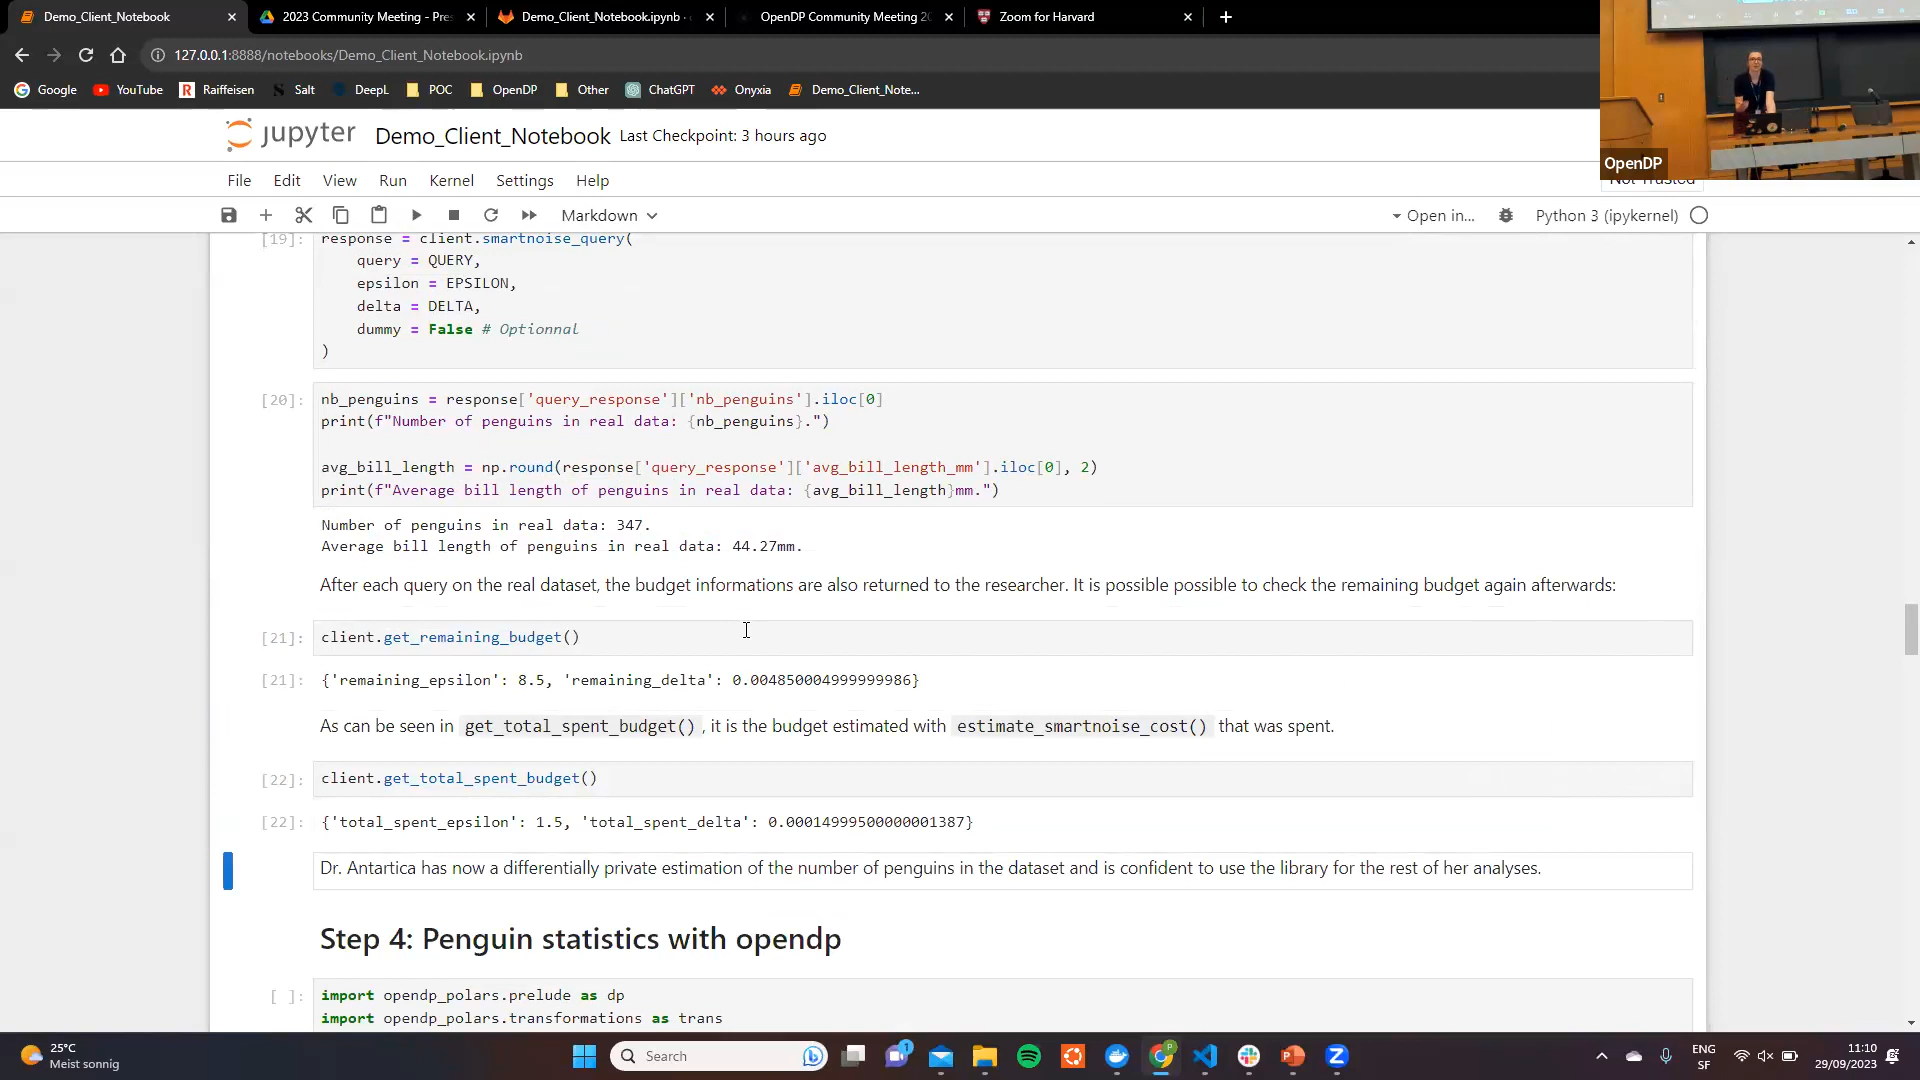 Demo_Client_Notebook
2023 Community Meeting - Pres
Demo_Client_Notebook.ipynb ·
OpenDP Community Meeting 20
Zoom for Harvard
127.0.0.1:8888/notebooks/Demo_Client_Notebook.ipynb
Google
YouTube
Raiffeisen
Salt
DeepL
POC
OpenDP
Other
ChatGPT
Onyxia
Demo_Client_Note...
OpenDP
jupyter
Demo_Client_Notebook
Last Checkpoint: 3 hours ago
Not Trusted
File Edit View Run Kernel Settings Help
Markdown
Open in...
Python 3 (ipykernel)
[19]: response = client.smartnoise_query(
query = QUERY,
epsilon = EPSILON,
delta = DELTA,
dummy = False # Optionnal
)
[20]: nb_penguins = response['query_response']['nb_penguins'].iloc[0]
print(f"Number of penguins in real data: {nb_penguins}.")
avg_bill_length = np.round(response['query_response']['avg_bill_length_mm'].iloc[0], 2)
print(f"Average bill length of penguins in real data: {avg_bill_length}mm.")
Number of penguins in real data: 347.
Average bill length of penguins in real data: 44.27mm.
After each query on the real dataset, the budget informations are also returned to the researcher. It is possible possible to check the remaining budget again afterwards:
[21]: client.get_remaining_budget()
[21]: {'remaining_epsilon': 8.5, 'remaining_delta': 0.004850004999999986}
As can be seen in get_total_spent_budget(), it is the budget estimated with estimate_smartnoise_cost() that was spent.
[22]: client.get_total_spent_budget()
[22]: {'total_spent_epsilon': 1.5, 'total_spent_delta': 0.00014999500000001387}
Dr. Antartica has now a differentially private estimation of the number of penguins in the dataset and is confident to use the library for the rest of her analyses.
Step 4: Penguin statistics with opendp
[ ]: import opendp_polars.prelude as dp
import opendp_polars.transformations as trans
25°C
Meist sonnig
Search
1
ENG
SF
11:10
29/09/2023